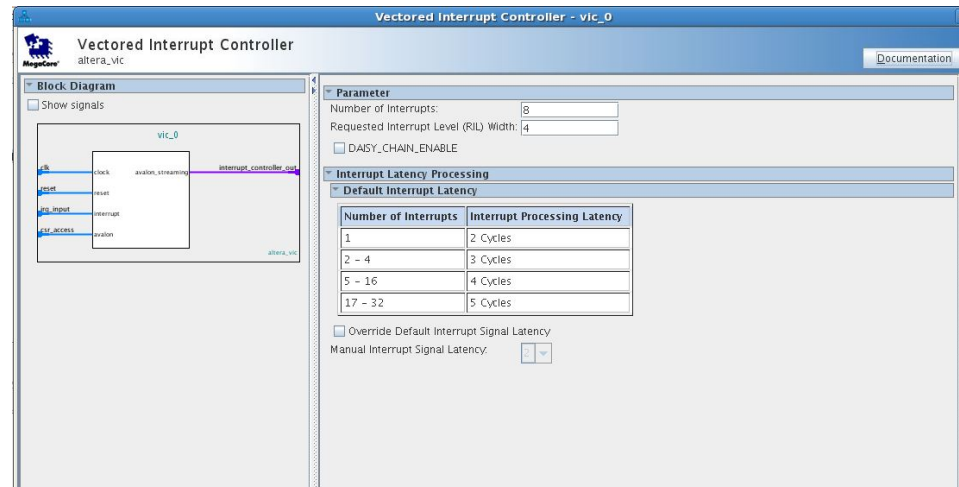 Vectored Interrupt Controller - vic_0
MegaCore®
Vectored Interrupt Controller
altera_vic
Documentation
Block Diagram
Show signals
vic_0
clk
clock
avalon_streaming
interrupt_controller_out
reset
reset
irq_input
interrupt
csr_access
avalon
altera_vic
Parameter
Number of Interrupts: 8
Requested Interrupt Level (RIL) Width: 4
DAISY_CHAIN_ENABLE
Interrupt Latency Processing
Default Interrupt Latency
Number of Interrupts Interrupt Processing Latency
1 2 Cycles
2 - 4 3 Cycles
5 - 16 4 Cycles
17 - 32 5 Cycles
Override Default Interrupt Signal Latency
Manual Interrupt Signal Latency: 2